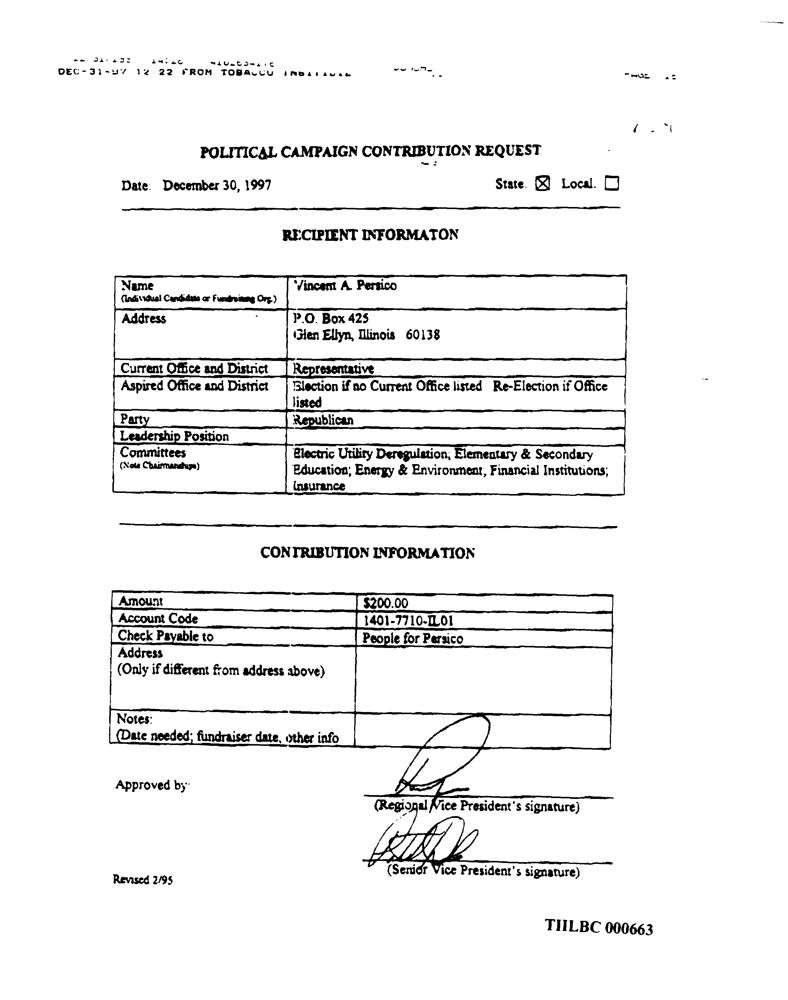 DEC-31-97 12 22 FROM TOBACCO INSTITUTE
POLITICAL CAMPAIGN CONTRIBUTION REQUEST
Date: December 30, 1997 State. ☒ Local. ☐
RECIPIENT INFORMATON
Name Vincent A. Persico
(Individual Candidate or Fundraising Org.)
Address P.O. Box 425
Glen Ellyn, Illinois 60138
Current Office and District Representative
Aspired Office and District Election if no Current Office listed Re-Election if Office
listed
Party Republican
Leadership Position
Committees Electric Utility Deregulation; Elementary & Secondary
(Note Chairmanships) Education; Energy & Environment, Financial Institutions;
Insurance
CONTRIBUTION INFORMATION
Amount $200.00
Account Code 1401-7710-IL01
Check Payable to People for Persico
Address
(Only if different from address above)
Notes:
(Date needed; fundraiser date, other info
Approved by:
(Regional Vice President's signature)
(Senior Vice President's signature)
Revised 2/95
TIILBC 000663